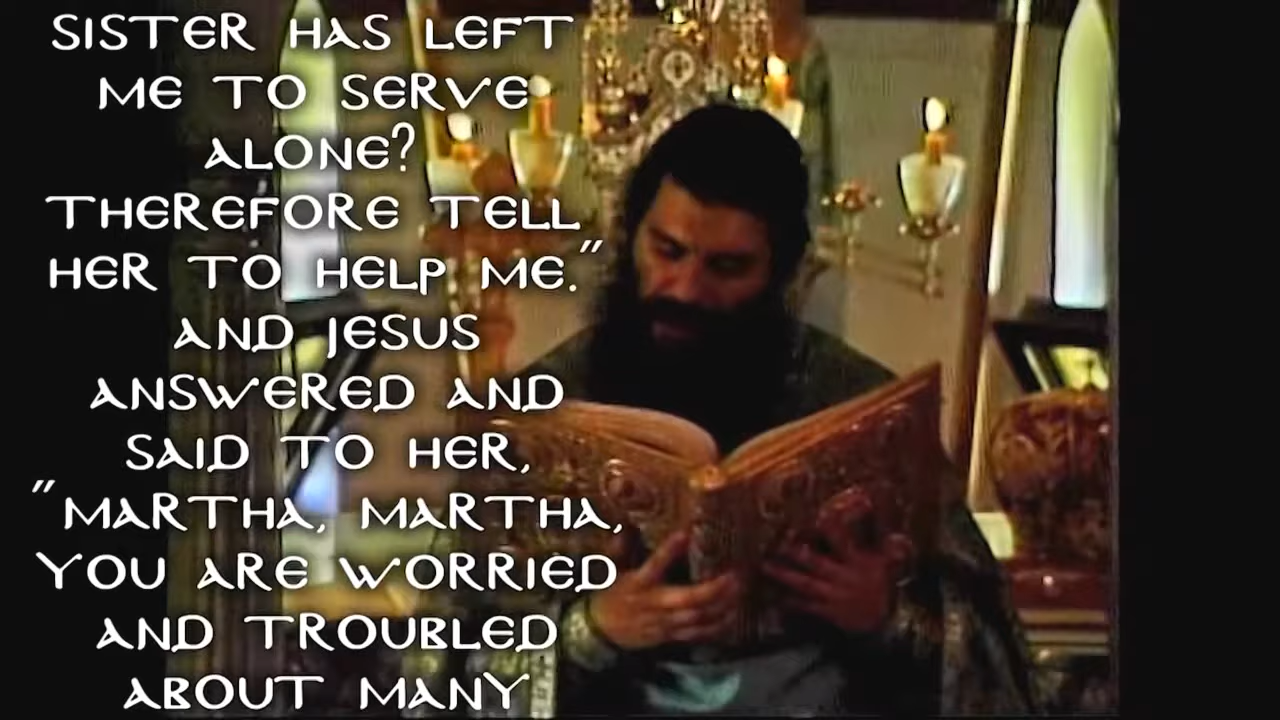 SISTER HAS LEFT
ME TO SERVE
ALONE?
THEREFORE TELL
HER TO HELP ME."
AND JESUS
ANSWERED AND
SAID TO HER,
"MARTHA, MARTHA,
YOU ARE WORRIED
AND TROUBLED
ABOUT MANY